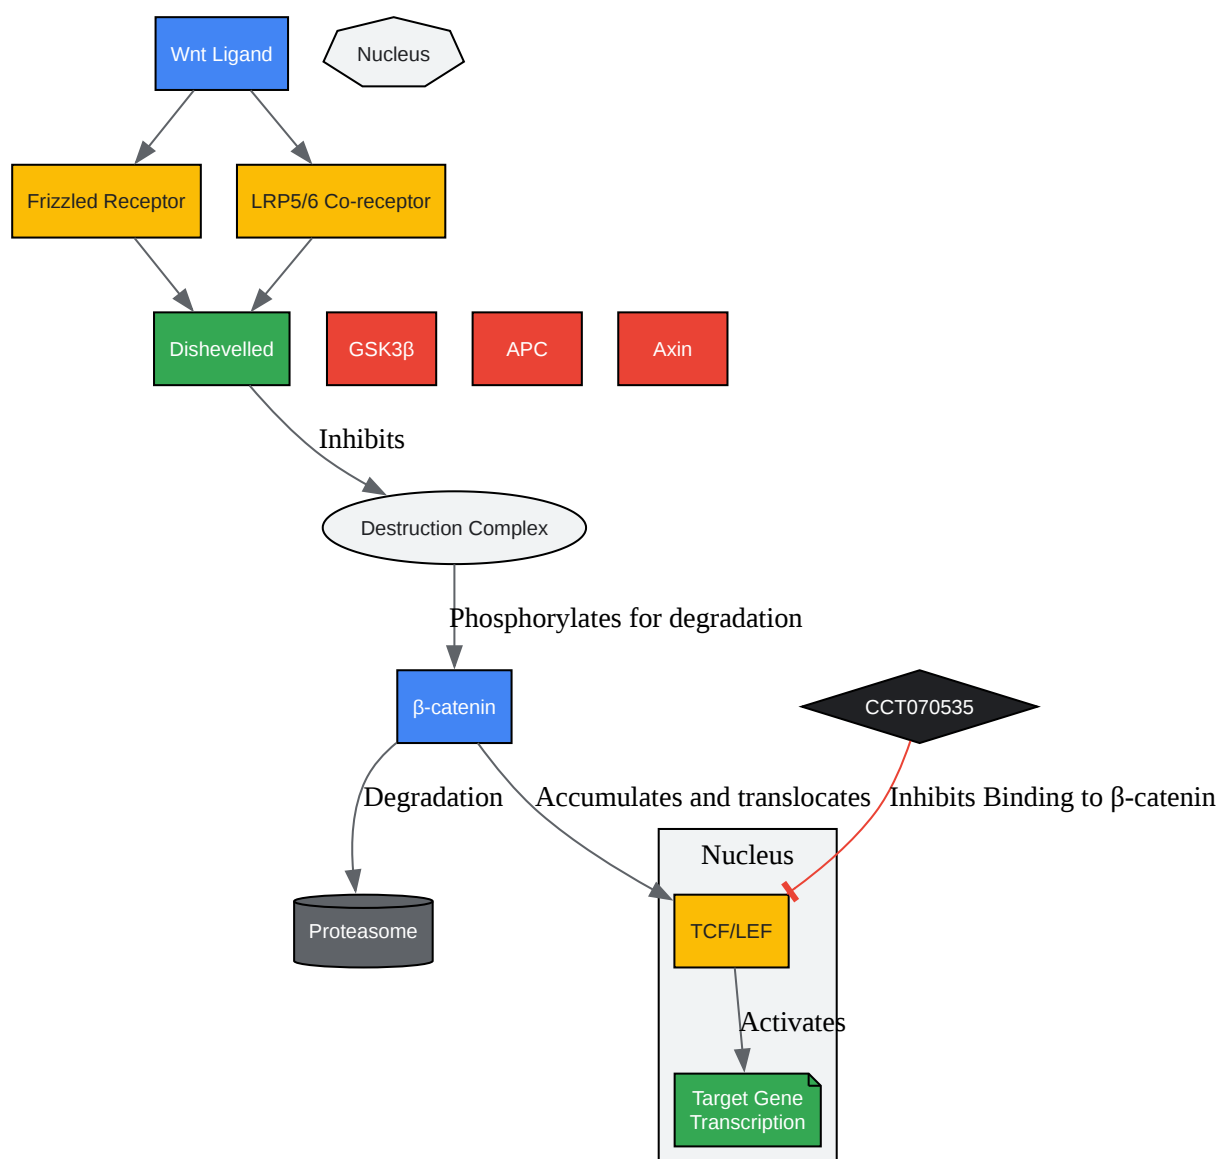 Wnt Ligand
Nucleus
Frizzled Receptor
LRP5/6 Co-receptor
Dishevelled
GSK3β
APC
Axin
Inhibits
Destruction Complex
Phosphorylates for degradation
β-catenin
CCT070535
Degradation
Accumulates and translocates
Inhibits Binding to β-catenin
Nucleus
Proteasome
TCF/LEF
Activates
Target Gene
Transcription